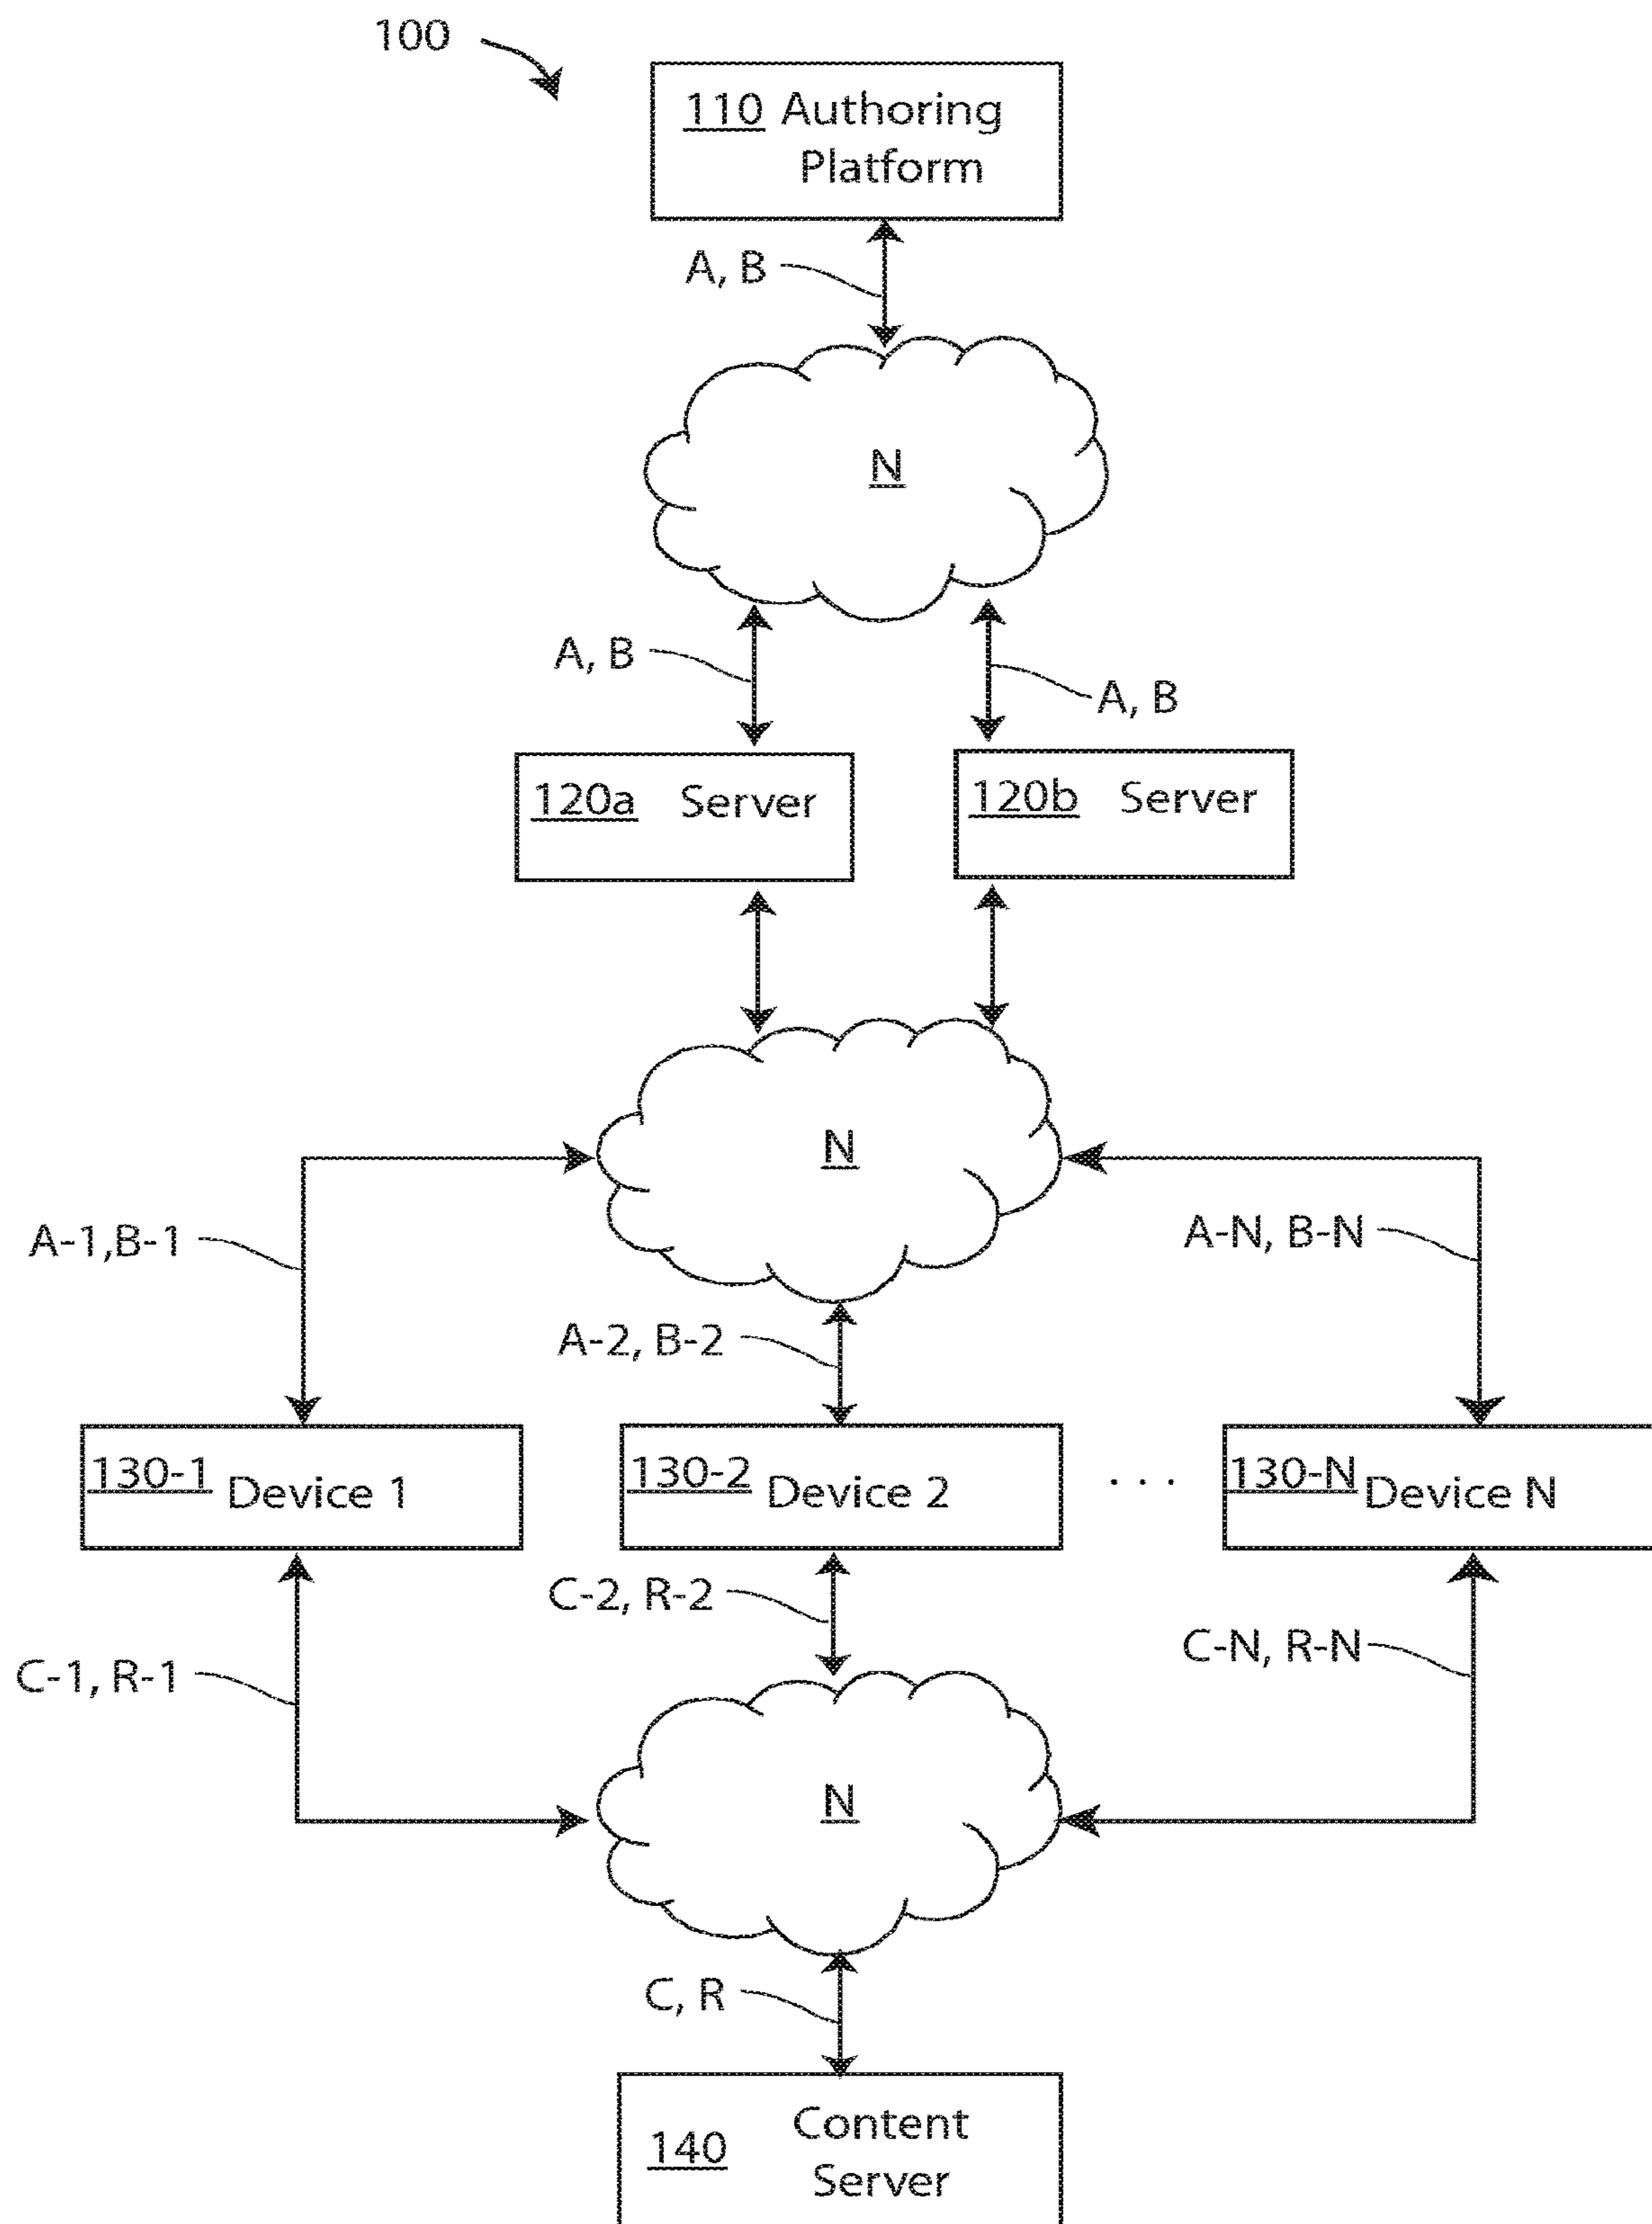 100
110 Authoring
Platform
A, B
N
A, B
A, B
120a Server
120b Server
N
A-1,B-1
A-N, B-N
A-2, B-2
130-1 Device 1
130-2 Device 2
. . .
130-N Device N
C-2, R-2
C-N, R-N
C-1, R-1
N
C, R
140 Content
Server